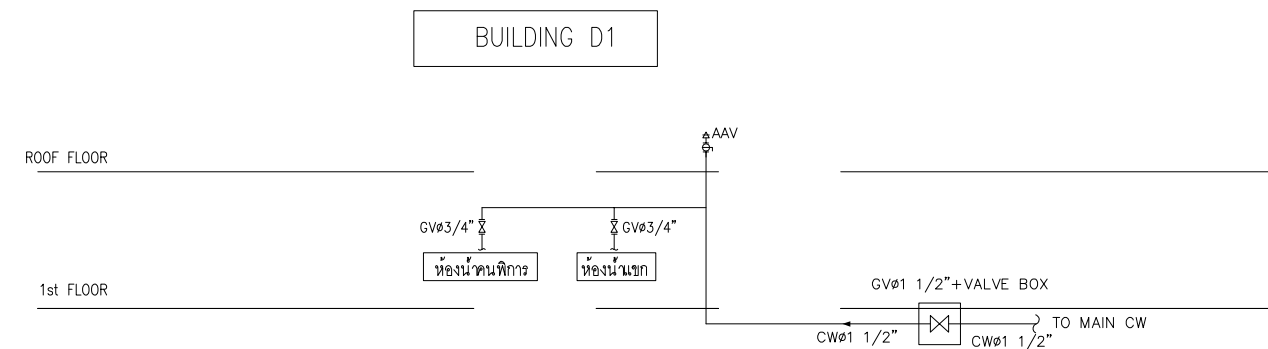 BUILDING D1
AAV
ROOF FLOOR
GVø3/4"
GVø3/4"
ห้องน้ำคนพิการ
ห้องน้ำแขก
1st FLOOR
GVø1 1/2"+VALVE BOX
TO MAIN CW
CWø1 1/2"
CWø1 1/2"